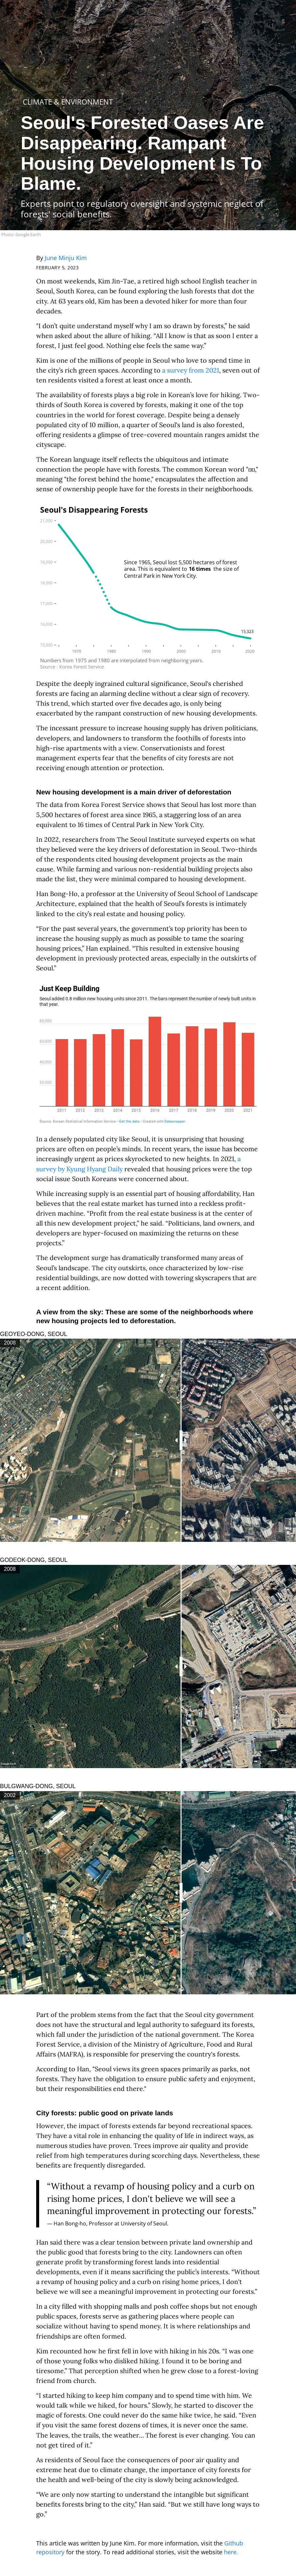 CLIMATE & ENVIRONMENT
Seoul's Forested Oases Are
Disappearing. Rampant
Housing Development Is To
Blame.
Experts point to regulatory oversight and systemic neglect of
forests' social benefits.
Photo: Google Earth
By June Minju Kim
FEBRUARY 5, 2023
On most weekends, Kim Jin-Tae, a retired high school English teacher in
Seoul, South Korea, can be found exploring the lush forests that dot the
city. At 63 years old, Kim has been a devoted hiker for more than four
decades.
"I don't quite understand myself why I am so drawn by forests," he said
when asked about the allure of hiking. "All I know is that as soon I enter a
forest, I just feel good. Nothing else feels the same way."
Kim is one of the millions of people in Seoul who love to spend time in
the city's rich green spaces. According to a survey from 2021, seven out of
ten residents visited a forest at least once a month.
The availability of forests plays a big role in Korea's love for hiking. Two-
thirds of South Korea is covered by forests, making it one of the top
countries in the world for forest coverage. Despite being a densely
populated city of 10 million, a quarter of Seoul's land is also forested,
offering residents a glimpse of tree-covered mountain ranges amidst the
cityscape.
The Korean language itself reflects the ubiquitous and intimate
connection the people have with forests. The common Korean word
meaning "the forest behind the home," encapsulates the affection and
sense of ownership people have for the forests in their neighborhoods.
Seoul's Disappearing Forests
21,000
20,000
19,000
Since 1965, Seoul lost 5,500 hectares of forest
area. This is equivalent to 16 times the size of
Central Park in New York City.
18,000
17,000
16,000
15,323
15,000
1970 1980 1990 2000 2010 2020
Numbers from 1975 and 1980 are interpolated from neighboring years.
Source : Korea Forest Service
Despite the deeply ingrained cultural significance, Seoul's cherished
forests are facing an alarming decline without a clear sign of recovery.
This trend, which started over five decades ago, is only being
exacerbated by the rampant construction of new housing developments.
The incessant pressure to increase housing supply has driven politicians,
developers, and landowners to transform the foothills of forests into
high-rise apartments with a view. Conservationists and forest
management experts fear that the benefits of city forests are not
receiving enough attention or protection.
New housing development is a main driver of deforestation
The data from Korea Forest Service shows that Seoul has lost more than
5,500 hectares of forest area since 1965, a staggering loss of an area
equivalent to 16 times of Central Park in New York City.
In 2022, researchers from The Seoul Institute surveyed experts on what
they believed were the key drivers of deforestation in Seoul. Two-thirds
of the respondents cited housing development projects as the main
cause. While farming and various non-residential building projects also
made the list, they were minimal compared to housing development.
Han Bong-Ho, a professor at the University of Seoul School of Landscape
Architecture, explained that the health of Seoul's forests is intimately
linked to the city's real estate and housing policy.
"For the past several years, the government's top priority has been to
increase the housing supply as much as possible to tame the soaring
housing prices," Han explained. "This resulted in extensive housing
development in previously protected areas, especially in the outskirts of
Seoul."
Just Keep Building
Seoul added 0.8 million new housing units since 2011. The bars represent the number of newly built units in
that year.
80,000
60,000
40,000
20,000
2011 2012 2013 2014 2015 2016 2017 2018 2019 2020 2021
Source: Korean Statistical Information Service · Get the data · Created with Datawrapper
In a densely populated city like Seoul, it is unsurprising that housing
prices are often on people's minds. In recent years, the issue has become
increasingly urgent as prices skyrocketed to new heights. In 2021, a
survey by Kyung Hyang Daily revealed that housing prices were the top
social issue South Koreans were concerned about.
While increasing supply is an essential part of housing affordability, Han
believes that the real estate market has turned into a reckless profit-
driven machine. "Profit from the real estate market is at the center of
all this new development project," he said. "Politicians, land owners, and
developers are hyper-focused on maximizing the returns on these
projects."
The development surge has dramatically transformed many areas of
Seoul's landscape. The city outskirts, once characterized by low-rise
residential buildings, are now dotted with towering skyscrapers that are
a recent addition.
A view from the sky: These are some of the neighborhoods where
new housing projects led to deforestation.
GEOYEO-DONG, SEOUL
2008
GODEOK-DONG, SEOUL
2008
BULGWANG-DONG, SEOUL
2002
Part of the problem stems from the fact that the Seoul city government
does not have the structural and legal authority to safeguard its forests,
which fall under the jurisdiction of the national government. The Korea
Forest Service, a division of the Ministry of Agriculture, Food and Rural
Affairs (MAFRA), is responsible for preserving the country's forests.
According to Han, "Seoul views its green spaces primarily as parks, not
forests. They have the obligation to ensure public safety and enjoyment,
but their responsibilities end there."
City forests: public good on private lands
However, the impact of forests extends far beyond recreational spaces.
They have a vital role in enhancing the quality of life in indirect ways, as
numerous studies have proven. Trees improve air quality and provide
relief from high temperatures during scorching days. Nevertheless, these
benefits are frequently disregarded.
"Without a revamp of housing policy and a curb on
rising home prices, I don't believe we will see a
meaningful improvement in protecting our forests."
— Han Bong-ho, Professor at University of Seoul.
Han said there was a clear tension between private land ownership and
the public good that forests bring to the city. Landowners can often
generate profit by transforming forest lands into residential
developments, even if it means sacrificing the public's interests. "Without
a revamp of housing policy and a curb on rising home prices, I don't
believe we will see a meaningful improvement in protecting our forests."
In a city filled with shopping malls and posh coffee shops but not enough
public spaces, forests serve as gathering places where people can
socialize without having to spend money. It is where relationships and
friendships are often formed.
Kim recounted how he first fell in love with hiking in his 20s. "I was one
of those young folks who disliked hiking. I found it to be boring and
tiresome." That perception shifted when he grew close to a forest-loving
friend from church.
"I started hiking to keep him company and to spend time with him. We
would talk while we hiked, for hours." Slowly, he started to discover the
magic of forests. One could never do the same hike twice, he said. "Even
if you visit the same forest dozens of times, it is never once the same.
The leaves, the trails, the weather... The forest is ever changing. You can
not get tired of it."
As residents of Seoul face the consequences of poor air quality and
extreme heat due to climate change, the importance of city forests for
the health and well-being of the city is slowly being acknowledged.
"We are only now starting to understand the intangible but significant
benefits forests bring to the city," Han said. "But we still have long ways to
go."
This article was written by June Kim. For more information, visit the Github
repository for the story. To read additional stories, visit the website here.